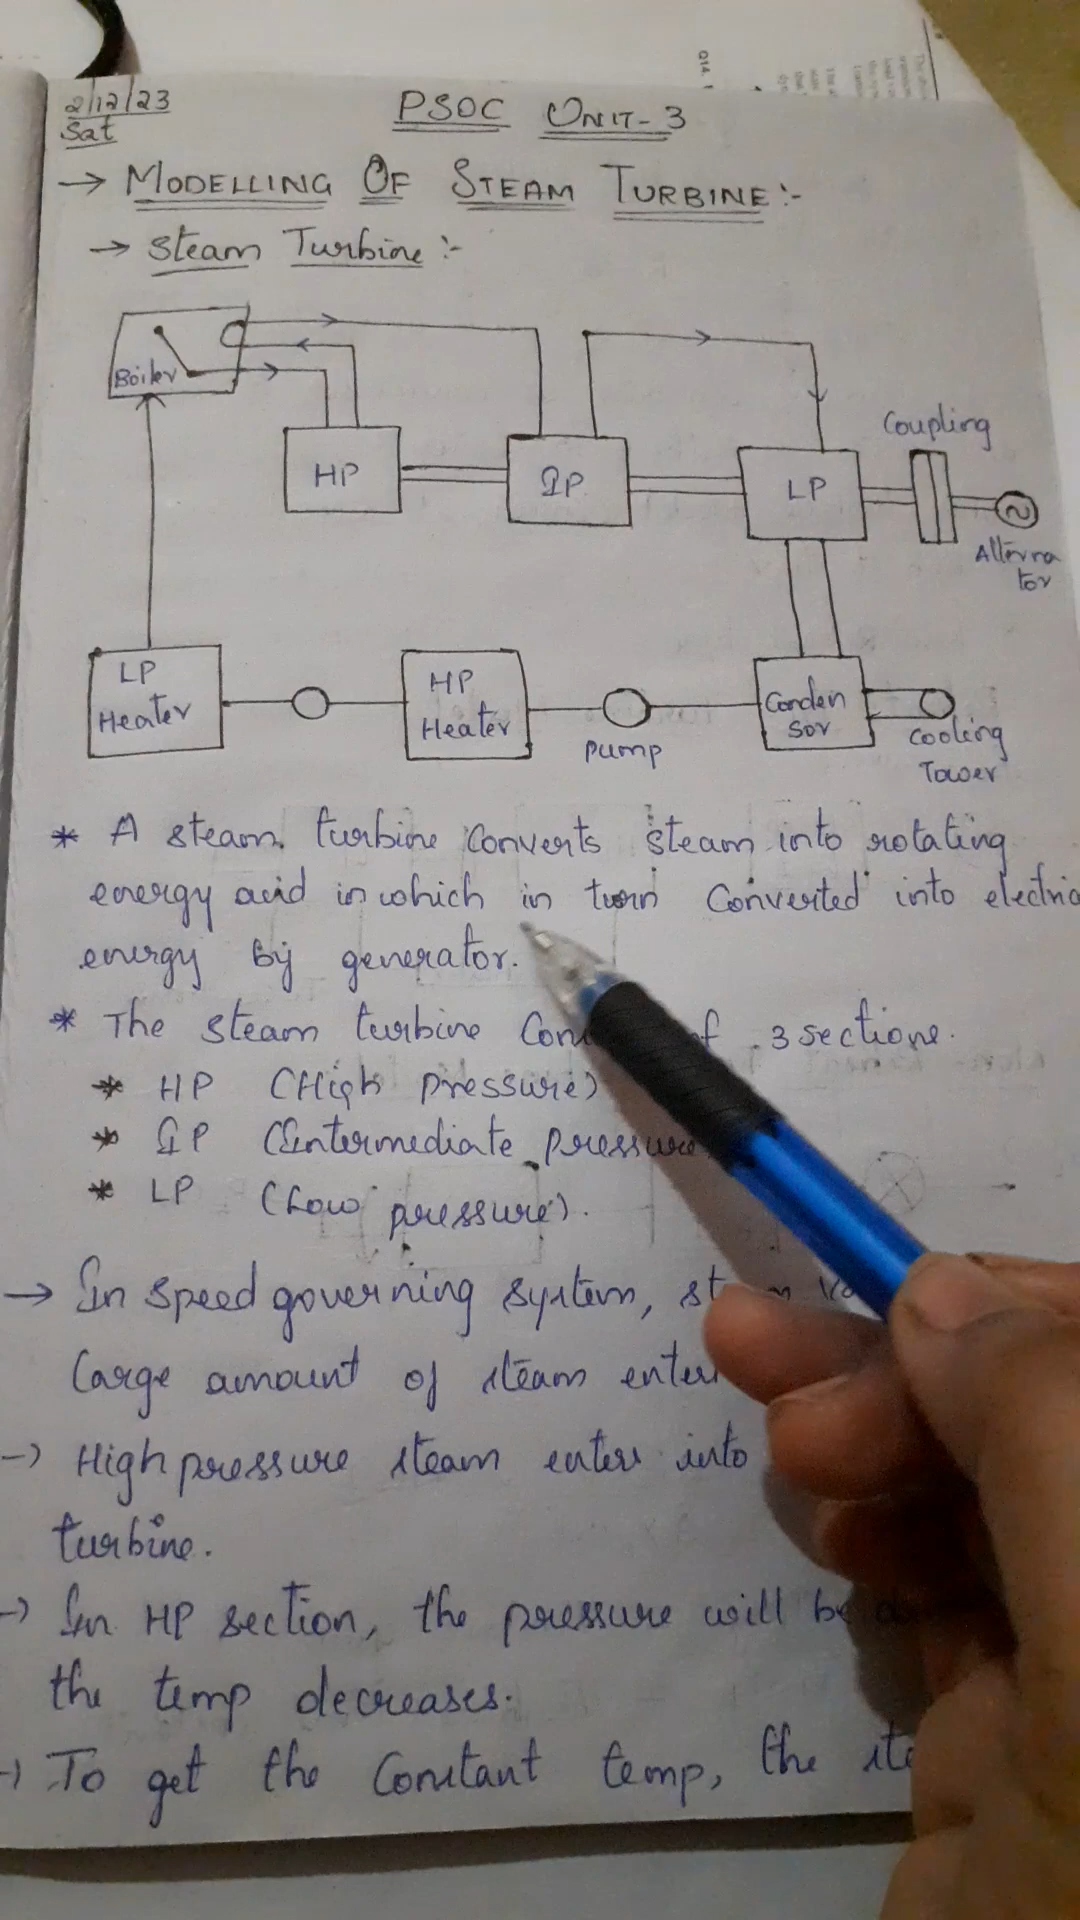 2/12/23
Sat
PSOC UNIT-3
→ MODELLING OF STEAM TURBINE:-
→ Steam Turbine:-
Boiler
HP
IP
LP
Coupling
Alterna
tor
LP
Heater
HP
Heater
Pump
Conden
sor
Cooling
Tower
* A steam turbine converts steam into rotating
energy and in which in turn converted into electric
energy by generator.
* The steam turbine of 3 sections.
* HP (High pressure)
* IP (Intermediate pressure
* LP (Low pressure).
→ In speed governing system,
large amount of steam
→ High pressure steam enters into
turbine.
→ In HP section, the pressure will be
the temp decreases.
→ To get the constant temp, the